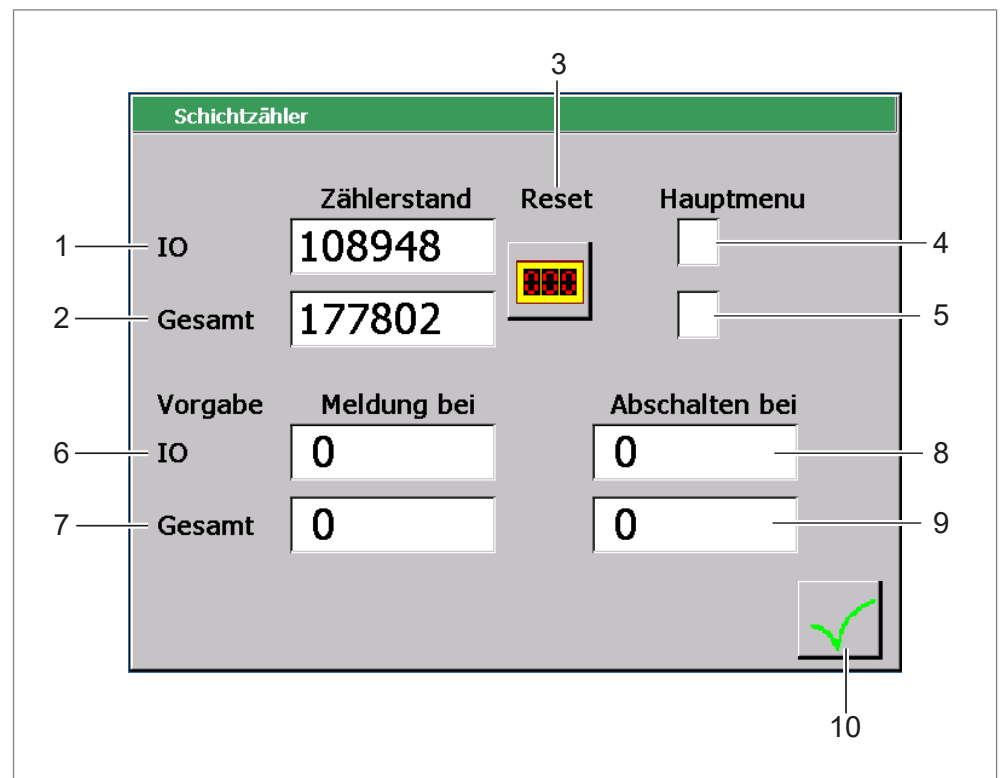 3
Schichtzähler
Zählerstand Reset Hauptmenu
1 IO 108948 4
000
2 Gesamt 177802 5
Vorgabe Meldung bei Abschalten bei
6 IO 0 0 8
7 Gesamt 0 0 9
10